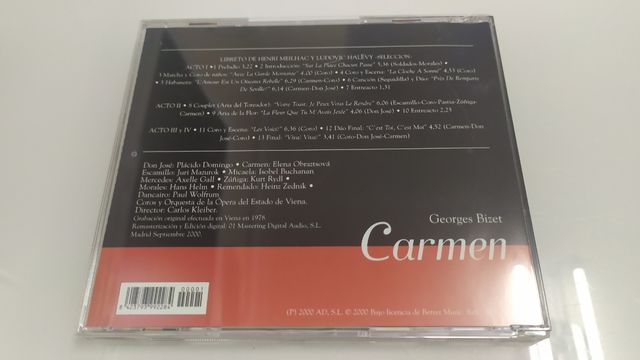 LIBRETO DE HENRI MEILHAC Y LUDOVIC HALÉVY -SELECCIÓN-
ACTO I • 1 Preludio 3,22 • 2 Introducción: "Sur La Place Chacun Passe" 5,36 (Soldados-Morales)
• 3 Marcha y Coro de niños: "Avec La Garde Montante" 4,00 (Coro) • 4 Coro y Escena: "La Cloche A Sonné" 4,53 (Coro)
• 5 Habanera: "L'Amour Est Un Oiseau Rebelle" 6,29 (Carmen-Coro) • 6 Canción (Seguidilla) y Dúo: "Près De Remparts
De Seville" 6,14 (Carmen-Don José) • 7 Entreacto 1,31
ACTO II • 8 Couplet (Aria del Toreador): "Votre Toast, Je Peux Vous Le Rendre" 6,06 (Escamillo-Coro-Pastia-Zúñiga-
Carmen) • 9 Aria de la Flor: "La Fleur Que Tu M'Avais Jetée" 4,06 (Don José) • 10 Entreacto 2,23
ACTO III y IV • 11 Coro y Escena: "Les Voici!" 6,36 (Coro) • 12 Dúo Final: "C'est Toi, C'est Moi" 4,52 (Carmen-Don
José-Coro) • 13 Final: "Viva! Viva!" 3,41 (Coro-Don José-Carmen)
Don José: Plácido Domingo • Carmen: Elena Obraztsová
Escamillo: Juri Mazurok • Micaela: Isobel Buchanan
Mercedes: Axelle Gall • Zúñiga: Kurt Rydl •
Morales: Hans Helm • Remendado: Heinz Zednik •
Dancairo: Paul Wolfrum
Coros y Orquesta de la Ópera del Estado de Viena.
Director: Carlos Kleiber.
Grabación original efectuada en Viena en 1978.
Remasterización y Edición digital: 01 Mastering Digital Audio, S.L.
Madrid Septiembre 2000.
Georges Bizet
Carmen
00001
8 423793 992284
(P) 2000 AD, S.L. © 2000 Bajo licencia de Berrer Music.